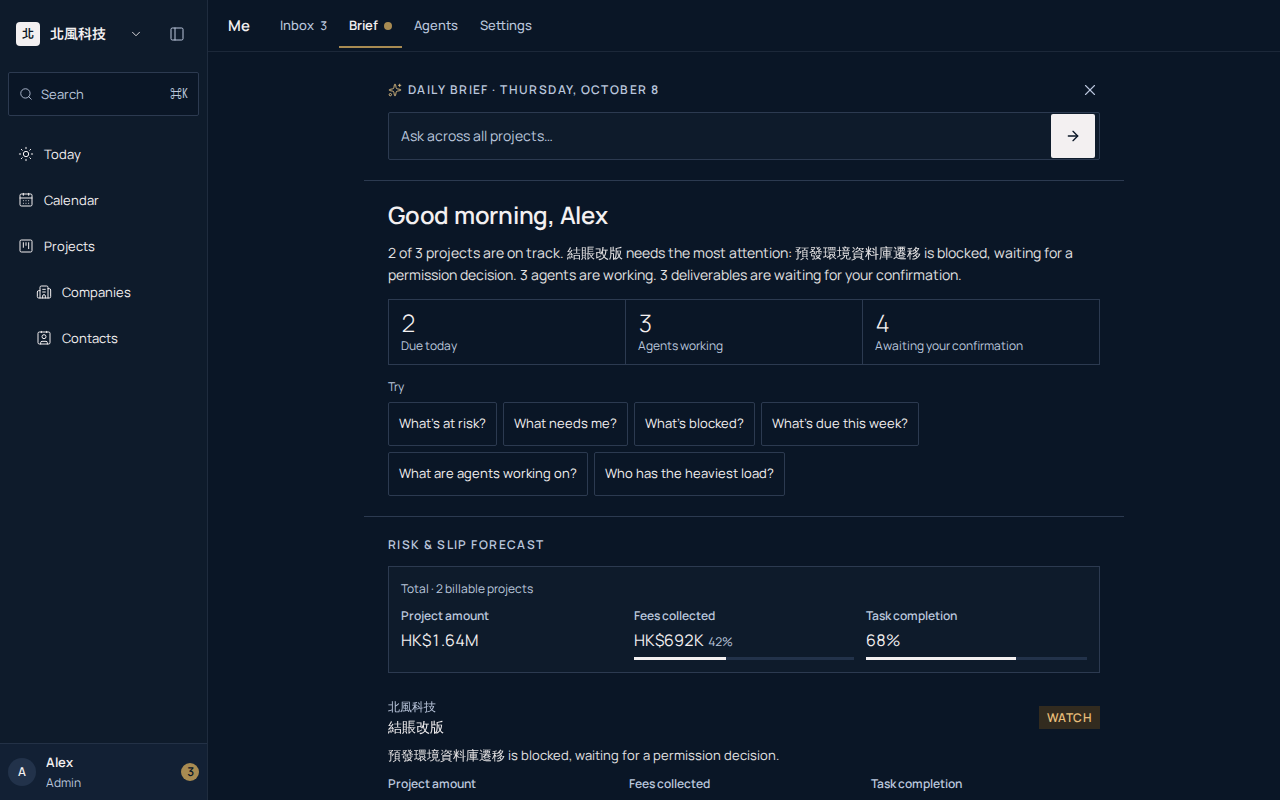 北 北風科技
Search ⌘K
Today
Calendar
Projects
Companies
Contacts
A Alex
Admin
3
Me Inbox 3 Brief Agents Settings
DAILY BRIEF · THURSDAY, OCTOBER 8
Ask across all projects…
Good morning, Alex
2 of 3 projects are on track. 結賬改版 needs the most attention: 預發環境資料庫遷移 is blocked, waiting for a
permission decision. 3 agents are working. 3 deliverables are waiting for your confirmation.
2 3 4
Due today Agents working Awaiting your confirmation
Try
What's at risk? What needs me? What's blocked? What's due this week?
What are agents working on? Who has the heaviest load?
RISK & SLIP FORECAST
Total · 2 billable projects
Project amount Fees collected Task completion
HK$1.64M HK$692K 42% 68%
北風科技
結賬改版
WATCH
預發環境資料庫遷移 is blocked, waiting for a permission decision.
Project amount Fees collected Task completion